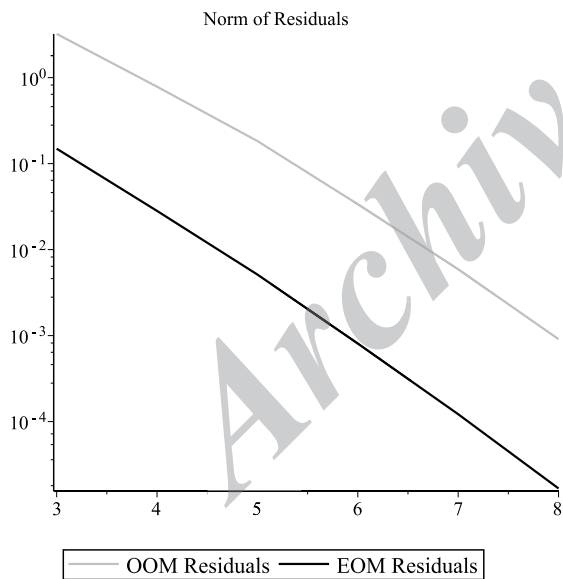 Norm of Residuals
10^0
10^-1
10^-2
10^-3
10^-4
3 4 5 6 7 8
OOM Residuals EOM Residuals
Archiv